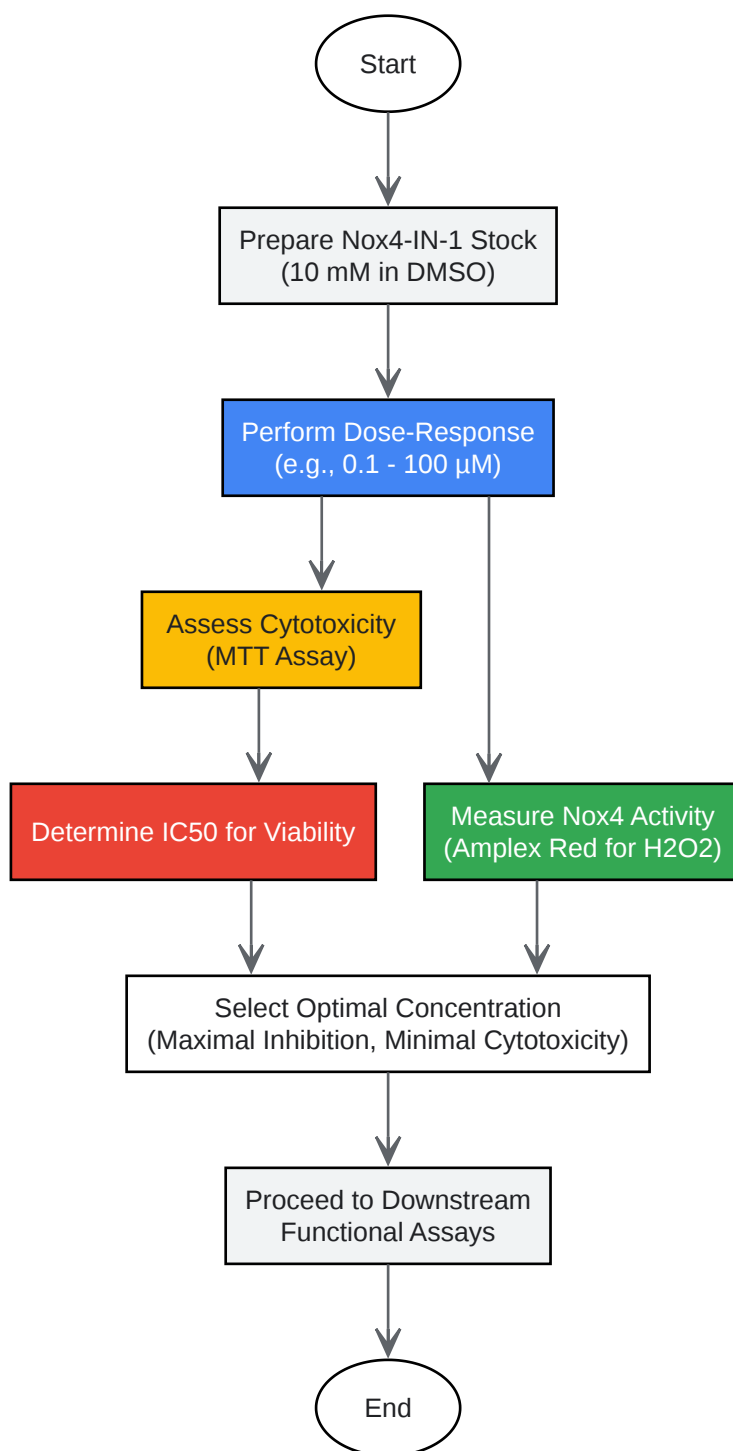 Start
Prepare Nox4-IN-1 Stock
(10 mM in DMSO)
Perform Dose-Response
(e.g., 0.1 - 100 µM)
Assess Cytotoxicity
(MTT Assay)
Determine IC50 for Viability
Measure Nox4 Activity
(Amplex Red for H2O2)
Select Optimal Concentration
(Maximal Inhibition, Minimal Cytotoxicity)
Proceed to Downstream
Functional Assays
End